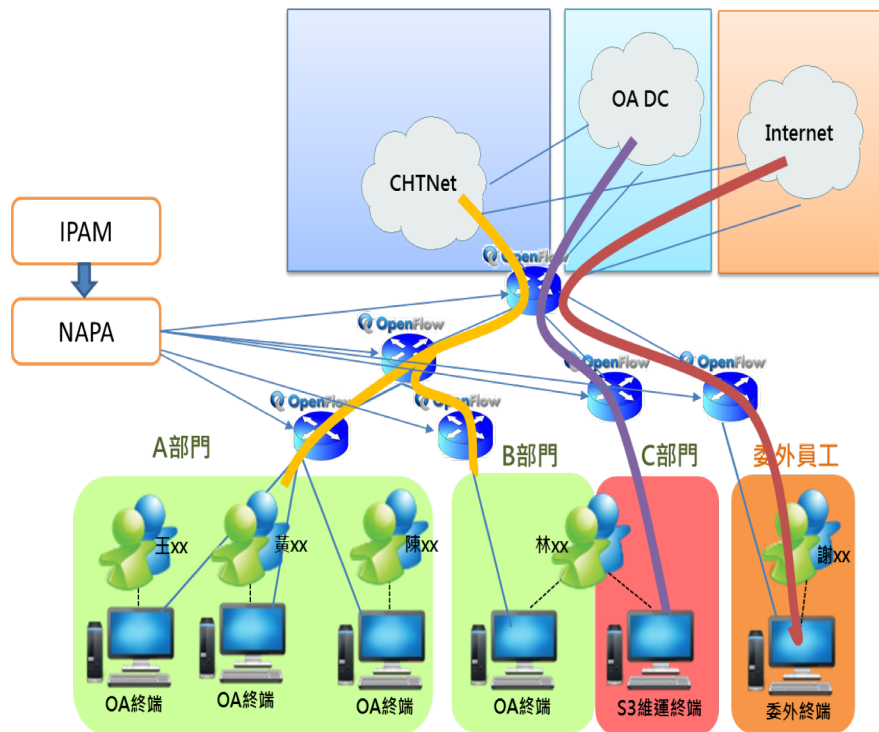 OA DC
Internet
CHTNet
IPAM
NAPA
OpenFlow
OpenFlow
OpenFlow
OpenFlow
OpenFlow
OpenFlow
A部門
B部門
C部門
委外員工
王xx
黃xx
陳xx
林xx
謝xx
OA終端
OA終端
OA終端
OA終端
S3維運終端
委外終端